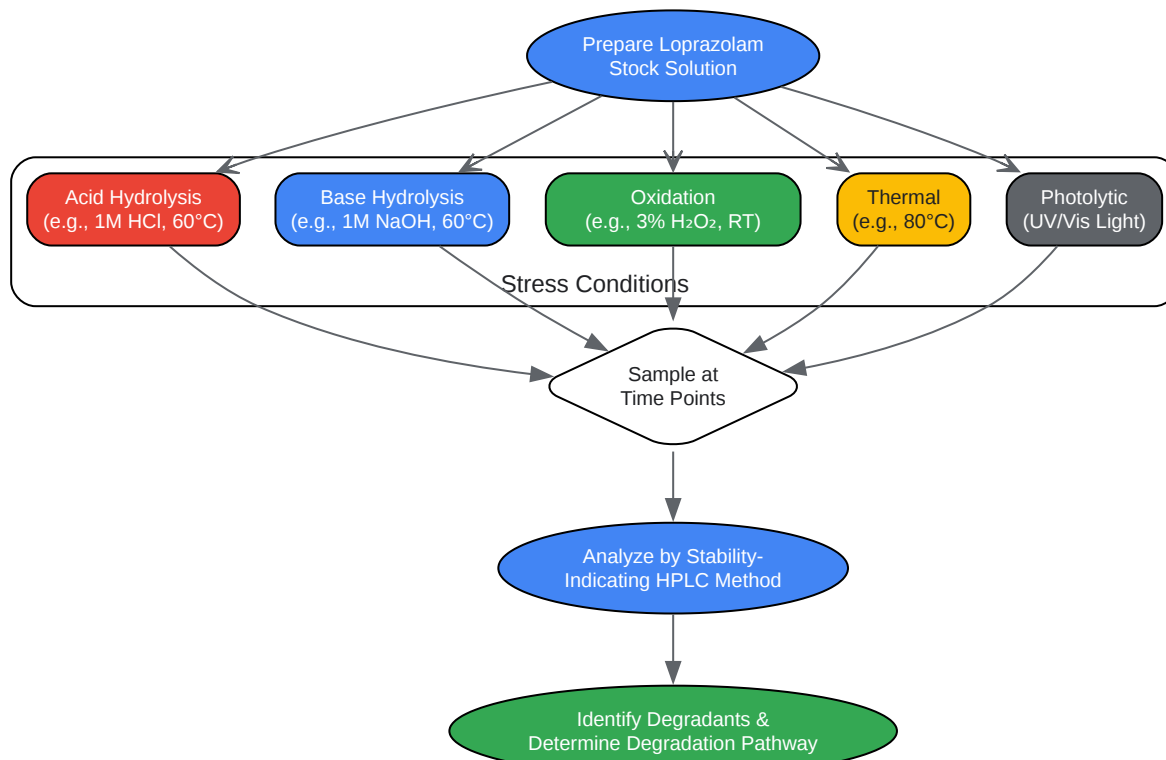 Prepare Loprazolam
Stock Solution
Acid Hydrolysis
(e.g., 1M HCl, 60°C)
Base Hydrolysis
(e.g., 1M NaOH, 60°C)
Oxidation
(e.g., 3% H₂O₂, RT)
Thermal
(e.g., 80°C)
Photolytic
(UV/Vis Light)
Stress Conditions
Sample at
Time Points
Analyze by Stability-
Indicating HPLC Method
Identify Degradants &
Determine Degradation Pathway